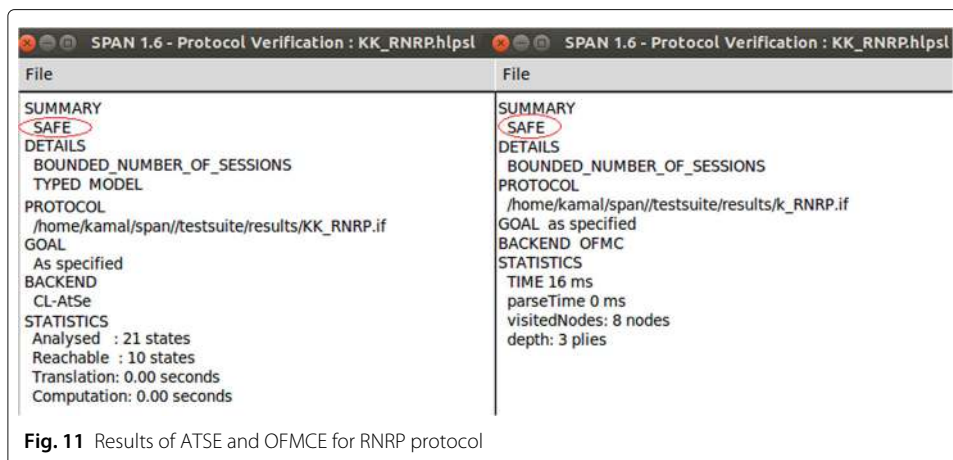 SPAN 1.6 - Protocol Verification : KK_RNRP.hlpsl
File
SUMMARY
SAFE
DETAILS
BOUNDED_NUMBER_OF_SESSIONS
TYPED MODEL
PROTOCOL
/home/kamal/span//testsuite/results/KK_RNRP.if
GOAL
As specified
BACKEND
CL-AtSe
STATISTICS
Analysed : 21 states
Reachable : 10 states
Translation: 0.00 seconds
Computation: 0.00 seconds
SPAN 1.6 - Protocol Verification : KK_RNRP.hlpsl
File
SUMMARY
SAFE
DETAILS
BOUNDED_NUMBER_OF_SESSIONS
PROTOCOL
/home/kamal/span//testsuite/results/k_RNRP.if
GOAL as specified
BACKEND OFMC
STATISTICS
TIME 16 ms
parseTime 0 ms
visitedNodes: 8 nodes
depth: 3 plies
Fig. 11 Results of ATSE and OFMCE for RNRP protocol